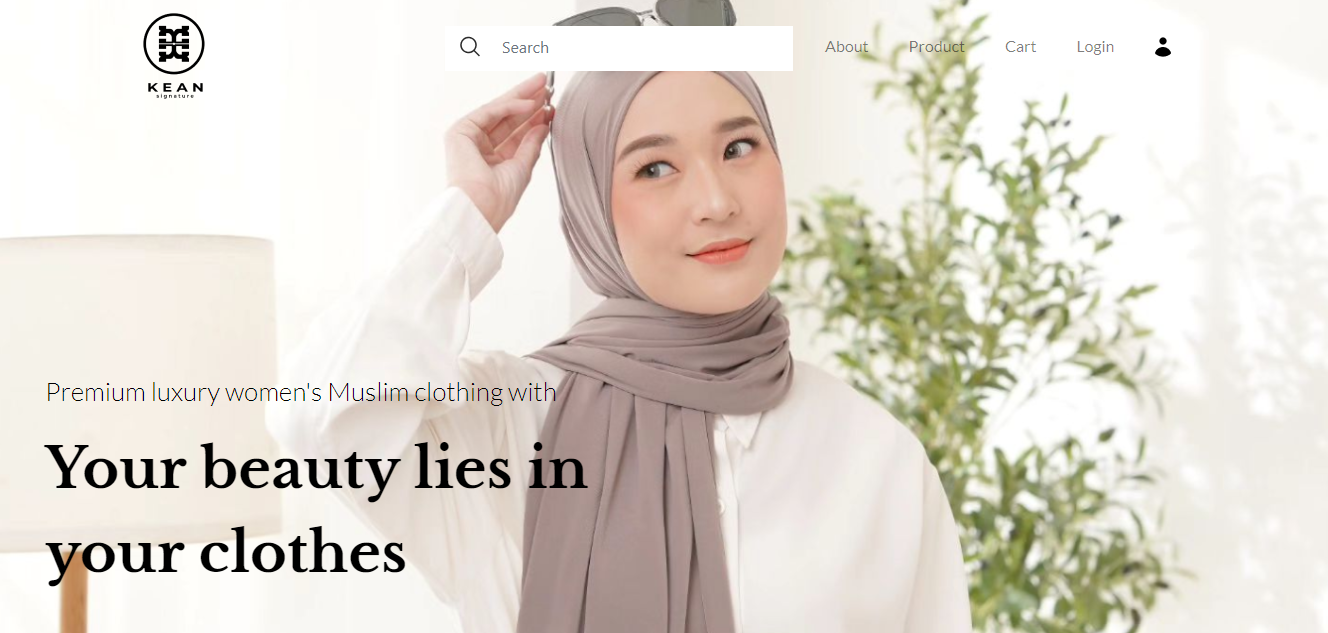 KEAN
signature
Search
About
Product
Cart
Login
Premium luxury women's Muslim clothing with
Your beauty lies in
your clothes